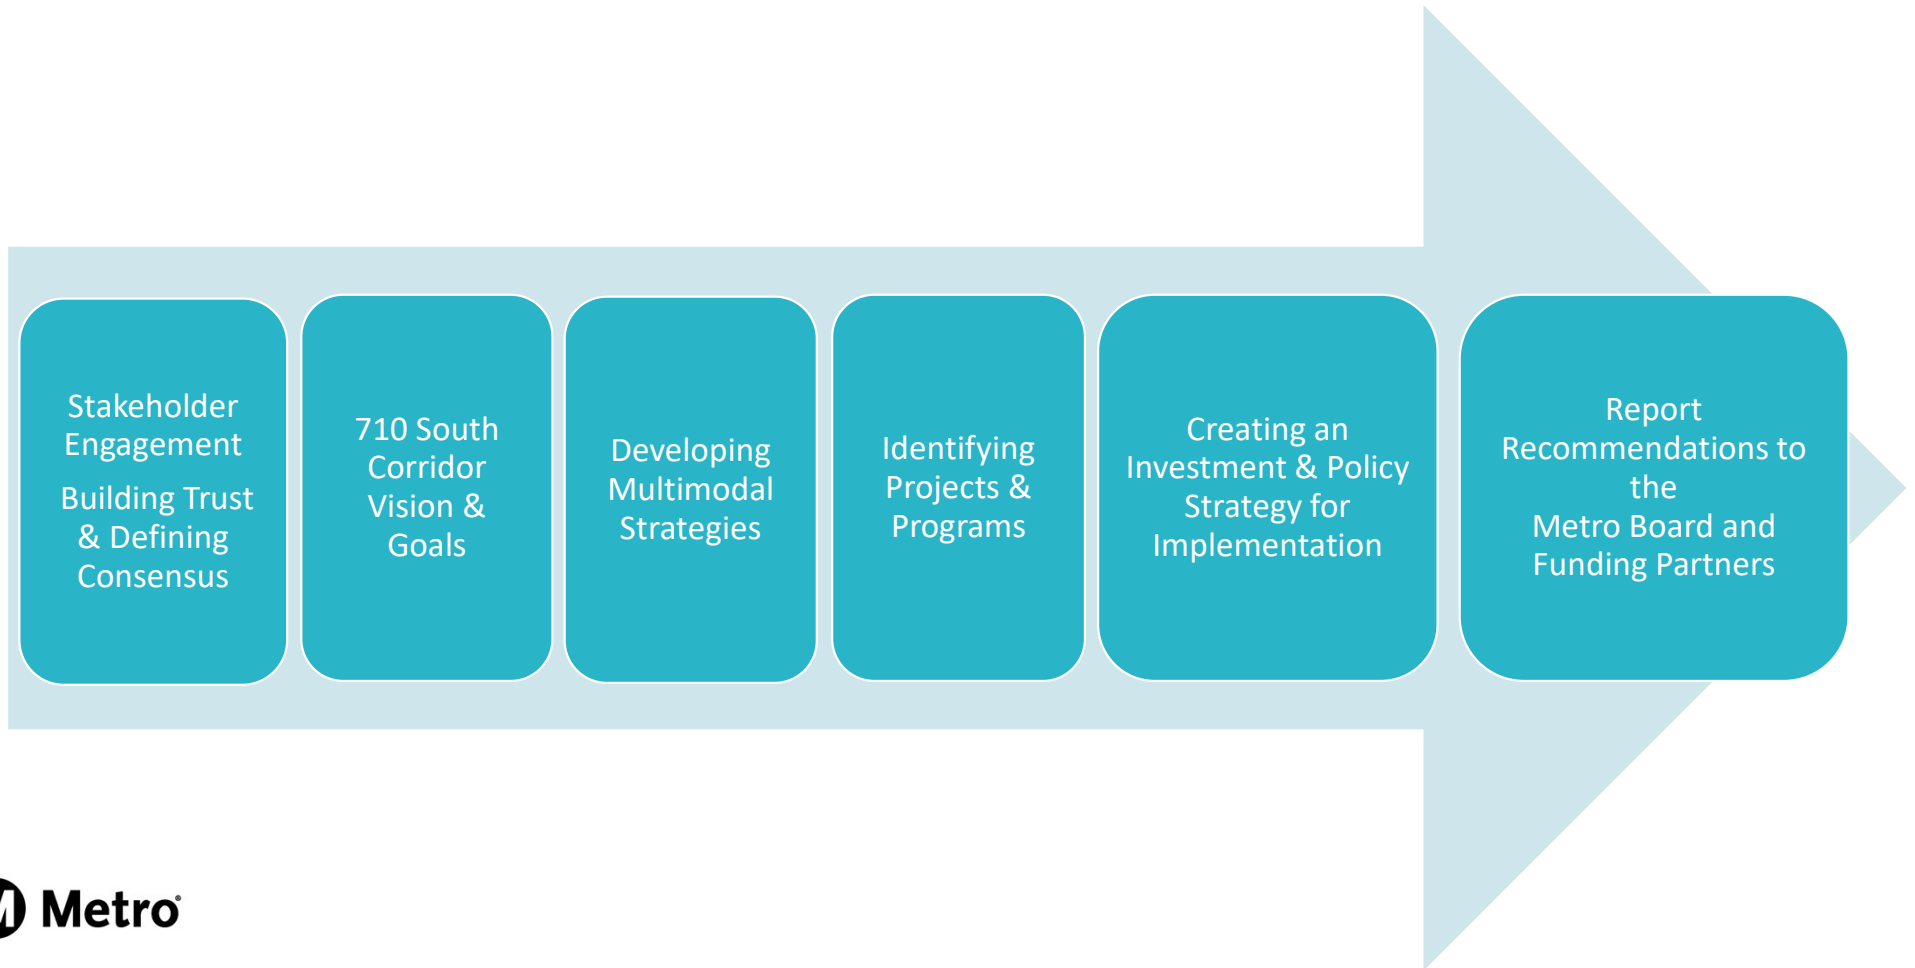 Stakeholder
Engagement
Building Trust
& Defining
Consensus
710 South
Corridor
Vision &
Goals
Developing
Multimodal
Strategies
Identifying
Projects &
Programs
Creating an
Investment & Policy
Strategy for
Implementation
Report
Recommendations to
the
Metro Board and
Funding Partners
M Metro